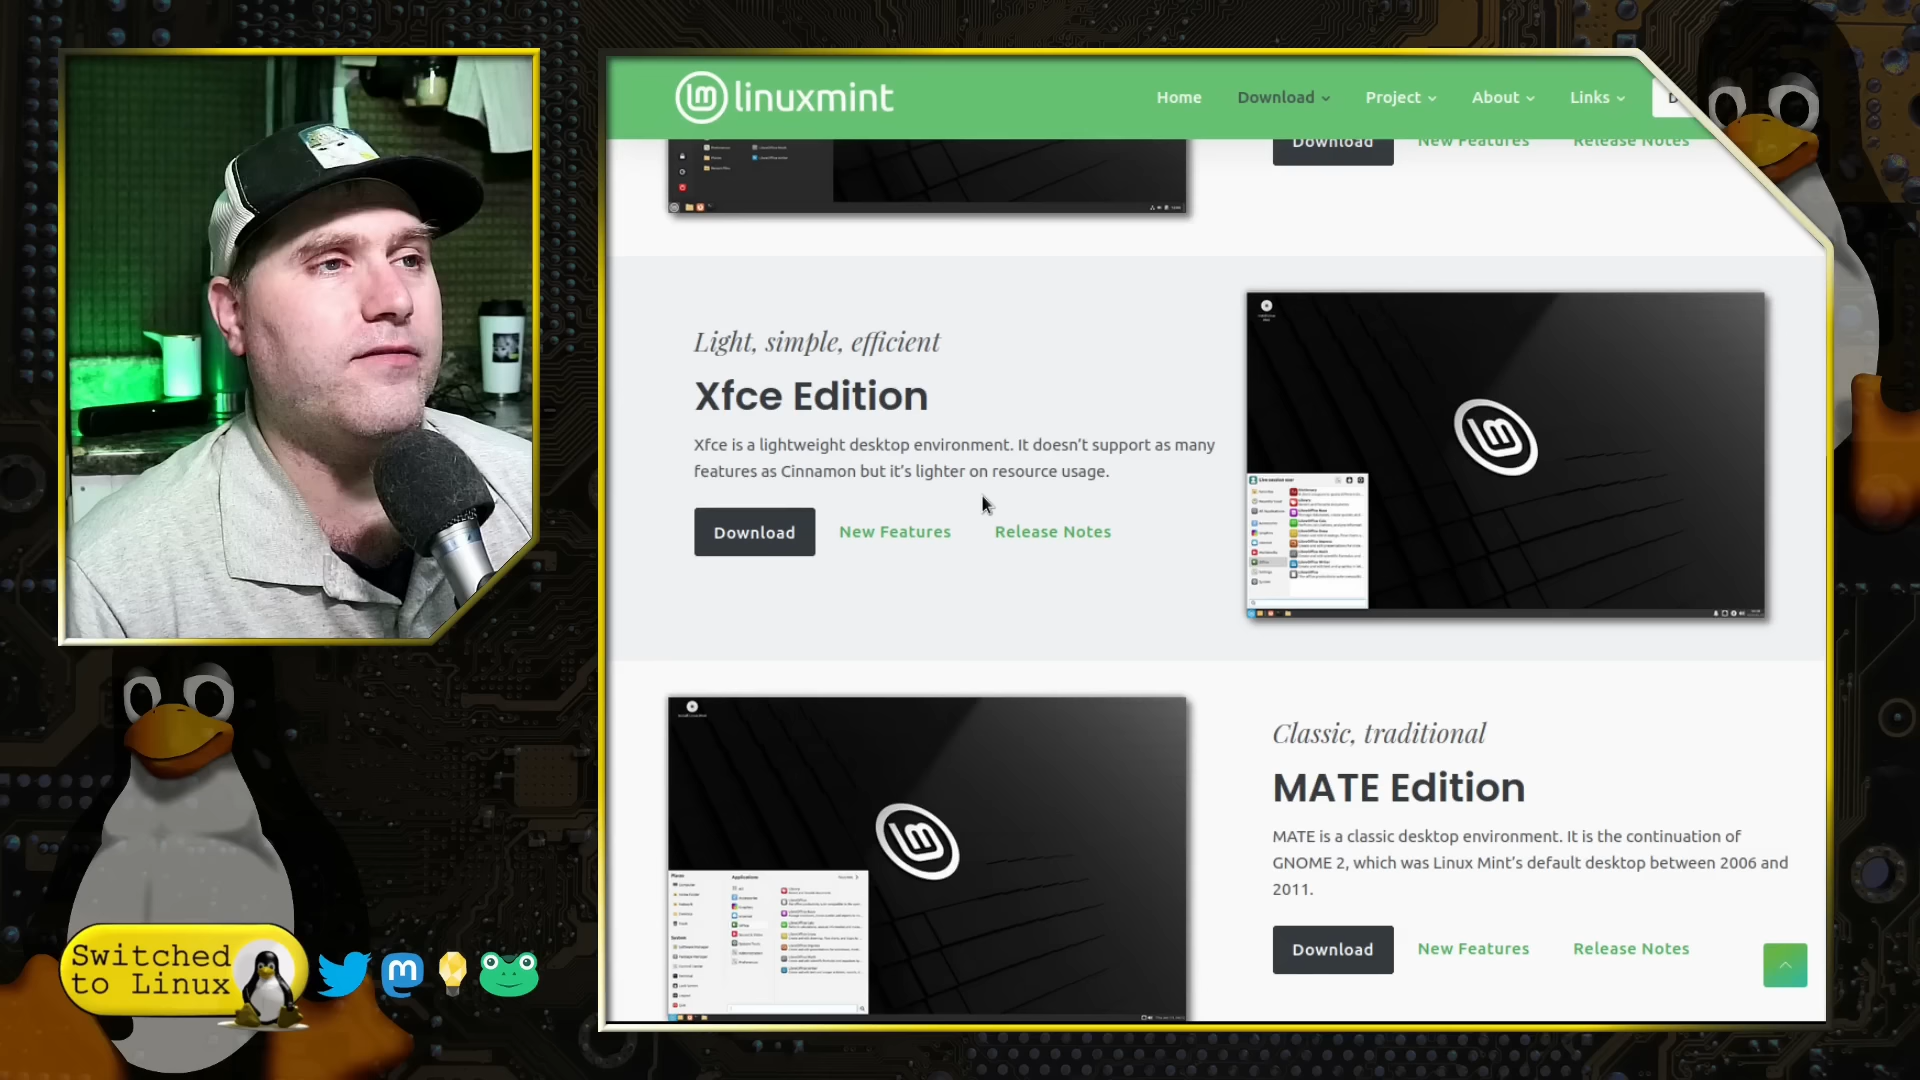 linuxmint
Home
Download
Project
About
Links
Download
New Features
Release Notes
Light, simple, efficient
Xfce Edition
Xfce is a lightweight desktop environment. It doesn't support as many
features as Cinnamon but it's lighter on resource usage.
Download
New Features
Release Notes
Classic, traditional
MATE Edition
MATE is a classic desktop environment. It is the continuation of
GNOME 2, which was Linux Mint's default desktop between 2006 and
2011.
Download
New Features
Release Notes
Switched
to Linux